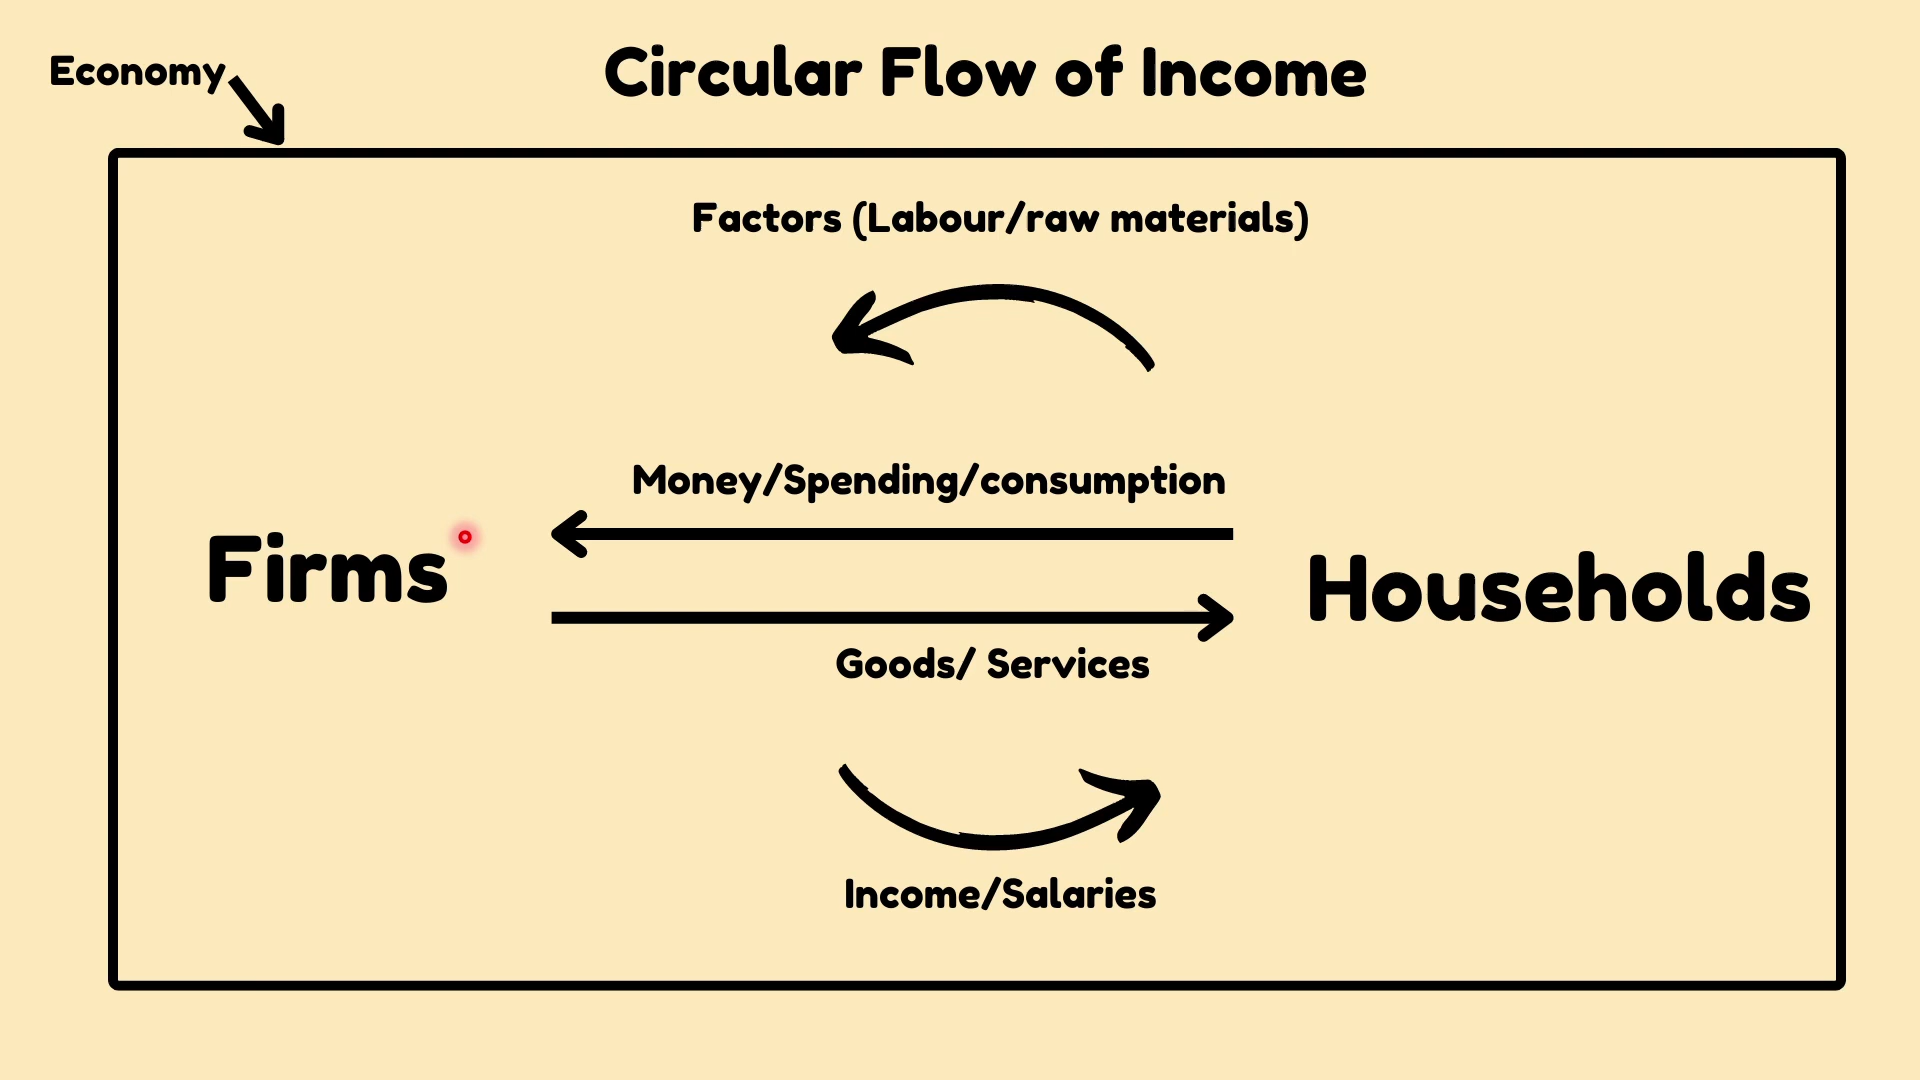 Economy
Circular Flow of Income
Factors (Labour/raw materials)
Money/Spending/consumption
Firms
Households
Goods/ Services
Income/Salaries